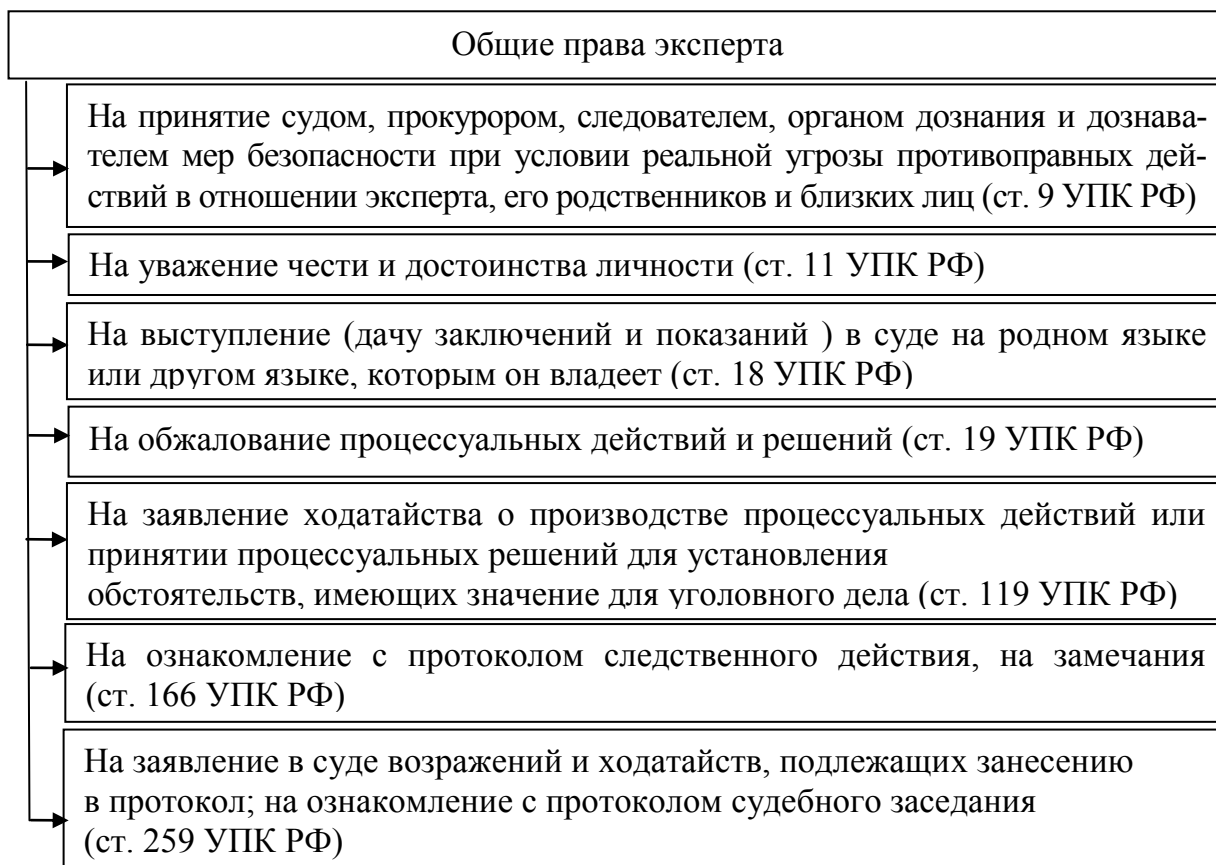 Общие права эксперта
На принятие судом, прокурором, следователем, органом дознания и дознава-
телем мер безопасности при условии реальной угрозы противоправных дей-
ствий в отношении эксперта, его родственников и близких лиц (ст. 9 УПК РФ)
На уважение чести и достоинства личности (ст. 11 УПК РФ)
На выступление (дачу заключений и показаний ) в суде на родном языке
или другом языке, которым он владеет (ст. 18 УПК РФ)
На обжалование процессуальных действий и решений (ст. 19 УПК РФ)
На заявление ходатайства о производстве процессуальных действий или
принятии процессуальных решений для установления
обстоятельств, имеющих значение для уголовного дела (ст. 119 УПК РФ)
На ознакомление с протоколом следственного действия, на замечания
(ст. 166 УПК РФ)
На заявление в суде возражений и ходатайств, подлежащих занесению
в протокол; на ознакомление с протоколом судебного заседания
(ст. 259 УПК РФ)